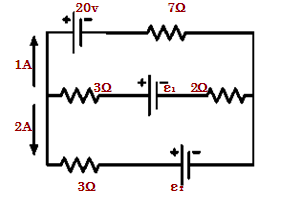 20v 7Ω
+ -
1A
3Ω + - ε₁ 2Ω
2A
+ -
3Ω ε₂